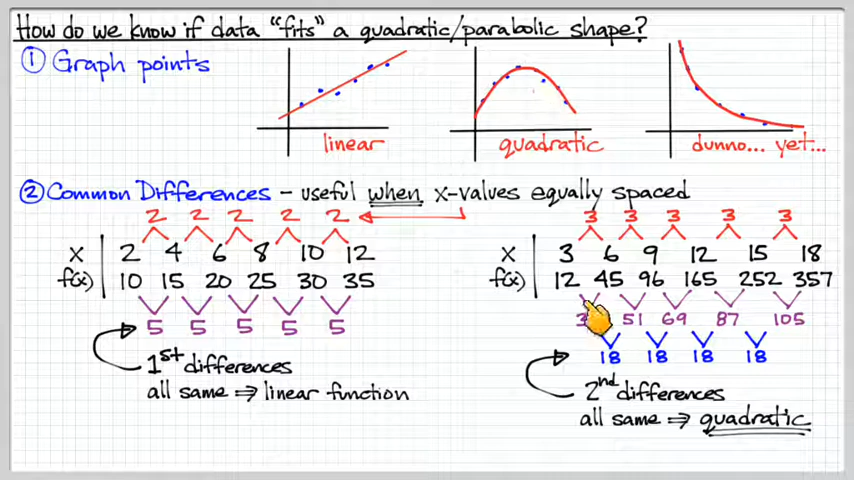 How do we know if data "fits" a quadratic/parabolic shape?
① Graph points
linear
quadratic
dunno... yet...
② Common Differences - useful when x-values equally spaced
2 2 2 2 2
x 2 4 6 8 10 12
f(x) 10 15 20 25 30 35
5 5 5 5 5
1st differences
all same ⇒ linear function
3 3 3 3 3
x 3 6 9 12 15 18
f(x) 12 45 96 165 252 357
51 69 87 105
18 18 18 18
2nd differences
all same ⇒ quadratic